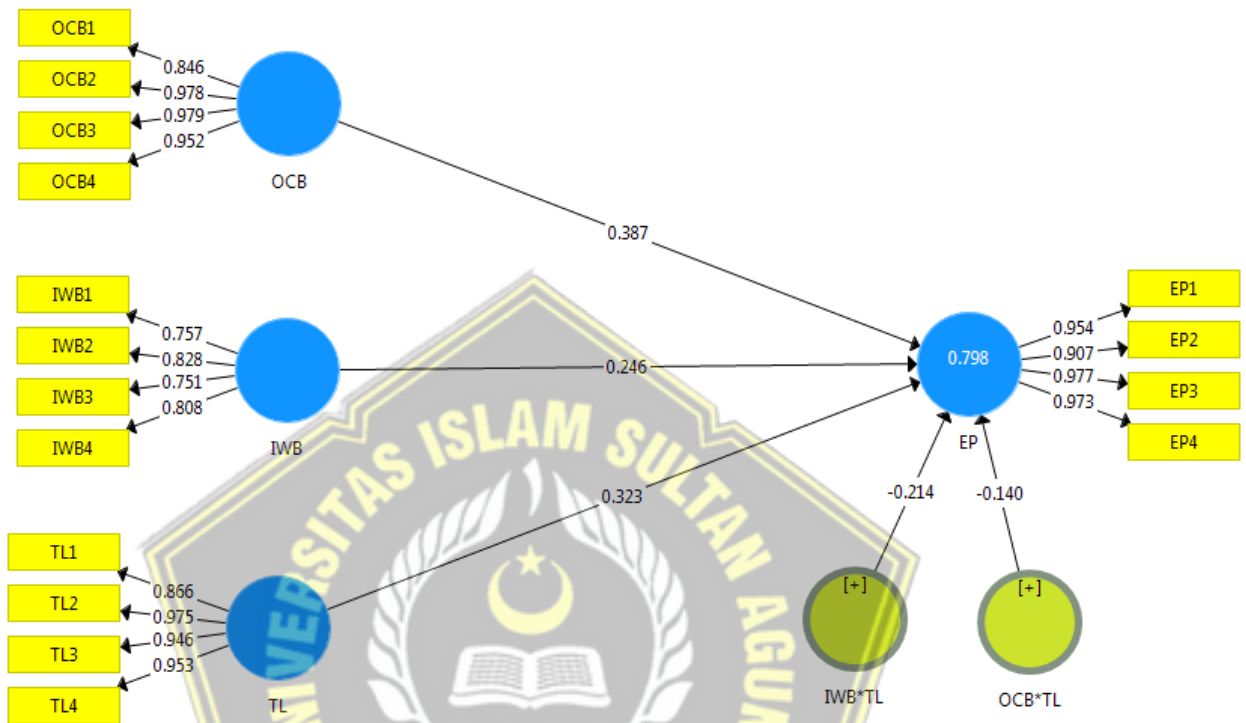 OCB1
OCB2
OCB3
OCB4
0.846
0.978
0.979
0.952
OCB
0.387
IWB1
IWB2
IWB3
IWB4
0.757
0.828
0.751
0.808
IWB
0.246
TL1
TL2
TL3
TL4
0.866
0.975
0.946
0.953
TL
0.323
0.798
EP
EP1
EP2
EP3
EP4
0.954
0.907
0.977
0.973
-0.214
-0.140
[+]
IWB*TL
[+]
OCB*TL
UNIVERSITAS ISLAM SULTAN AGUN